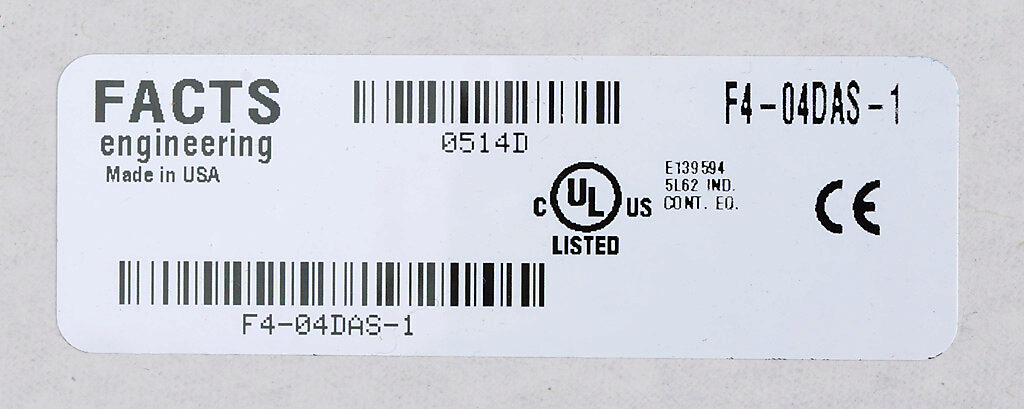 FACTS
engineering
Made in USA
0514D
F4-04DAS-1
C UL US
LISTED
E139594
5L62 IND.
CONT. EQ.
CE
F4-04DAS-1